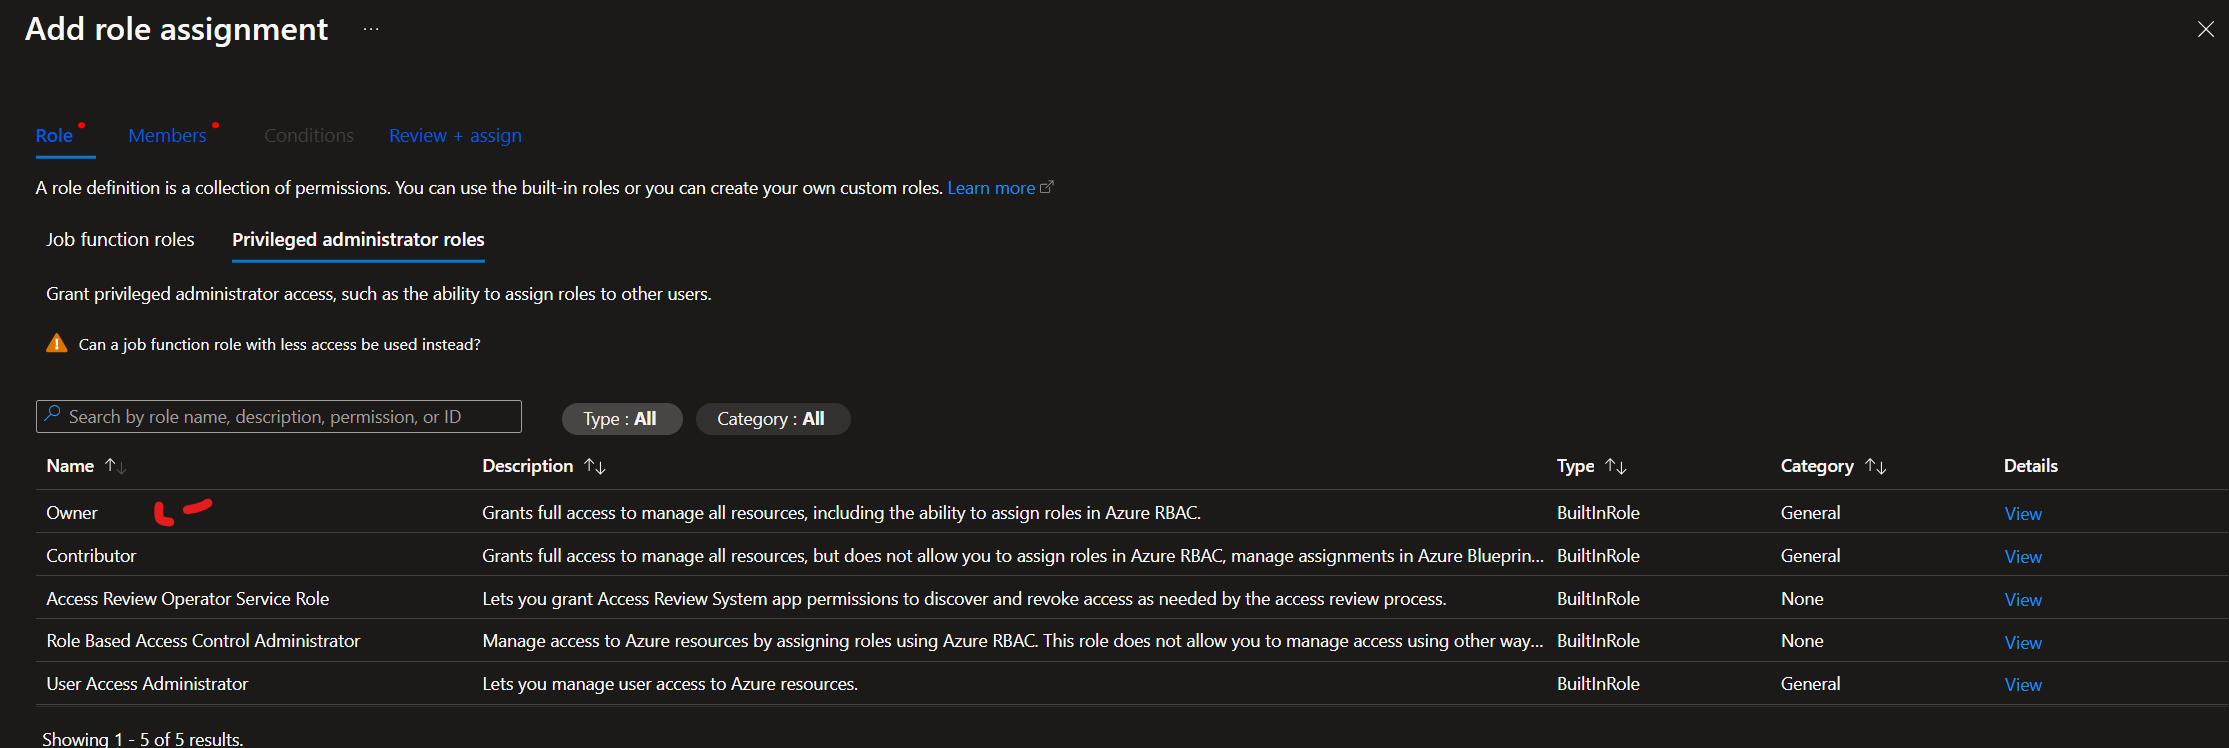 Add role assignment ...
Role Members Conditions Review + assign
A role definition is a collection of permissions. You can use the built-in roles or you can create your own custom roles. Learn more
Job function roles Privileged administrator roles
Grant privileged administrator access, such as the ability to assign roles to other users.
Can a job function role with less access be used instead?
Search by role name, description, permission, or ID Type : All Category : All
Name Description Type Category Details
Owner Grants full access to manage all resources, including the ability to assign roles in Azure RBAC. BuiltInRole General View
Contributor Grants full access to manage all resources, but does not allow you to assign roles in Azure RBAC, manage assignments in Azure Blueprin... BuiltInRole General View
Access Review Operator Service Role Lets you grant Access Review System app permissions to discover and revoke access as needed by the access review process. BuiltInRole None View
Role Based Access Control Administrator Manage access to Azure resources by assigning roles using Azure RBAC. This role does not allow you to manage access using other way... BuiltInRole None View
User Access Administrator Lets you manage user access to Azure resources. BuiltInRole General View
Showing 1 - 5 of 5 results.